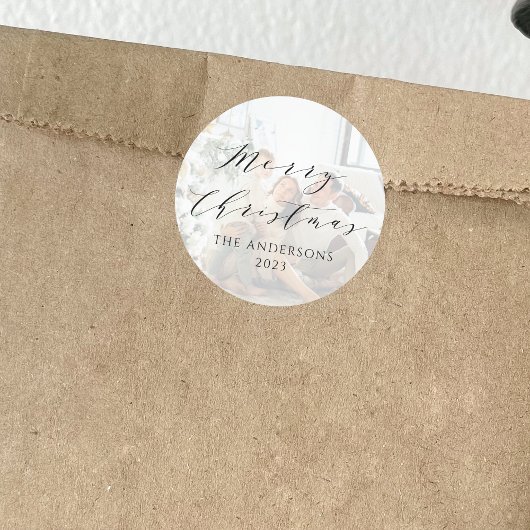 Merry
Christmas
THE ANDERSONS
2023